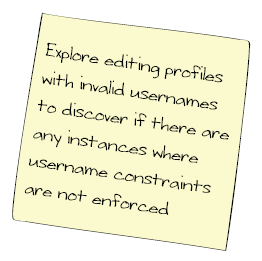 Explore editing profiles
with invalid usernames
to discover if there are
any instances where
username constraints
are not enforced